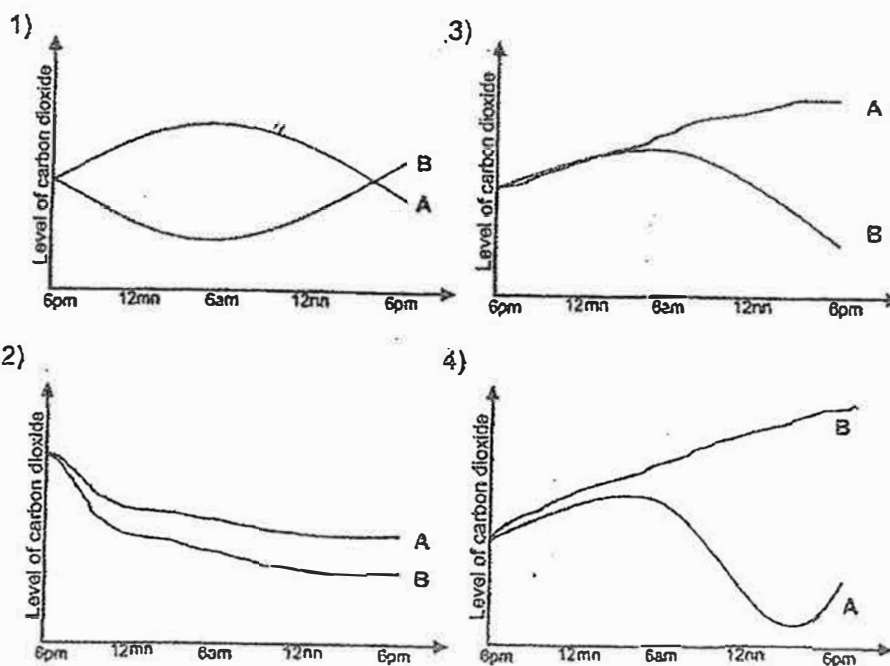 1)
Level of carbon dioxide
B
A
6pm 12mn 6am 12nn 6pm
2)
Level of carbon dioxide
A
B
6pm 12mn 6am 12nn 6pm
3)
Level of carbon dioxide
A
B
6pm 12mn 6am 12nn 6pm
4)
Level of carbon dioxide
B
A
6pm 12mn 6am 12nn 6pm